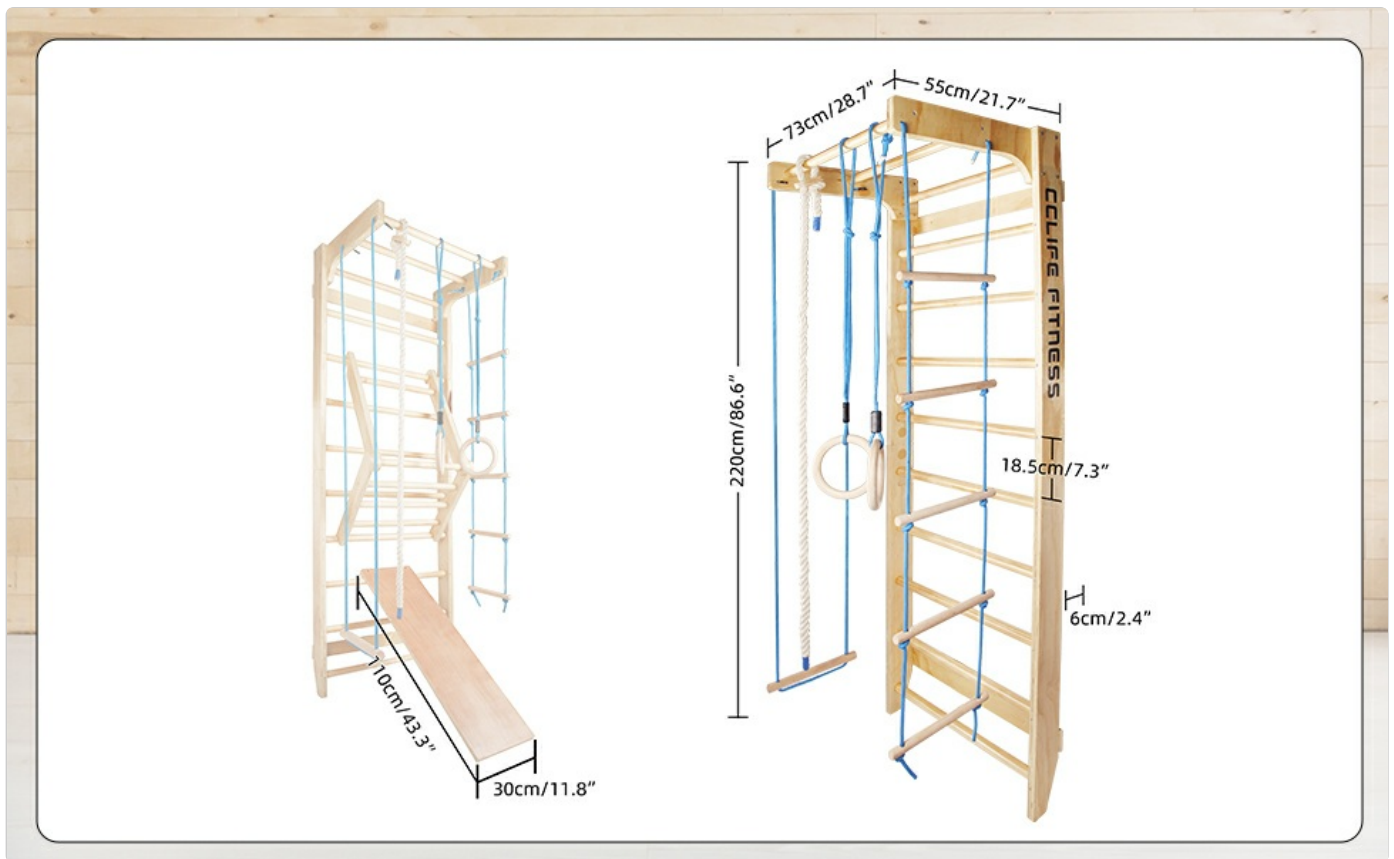 73cm/28.7”
55cm/21.7”
CCLIFE FITNESS
220cm/86.6”
18.5cm/7.3”
6cm/2.4”
110cm/43.3”
30cm/11.8”